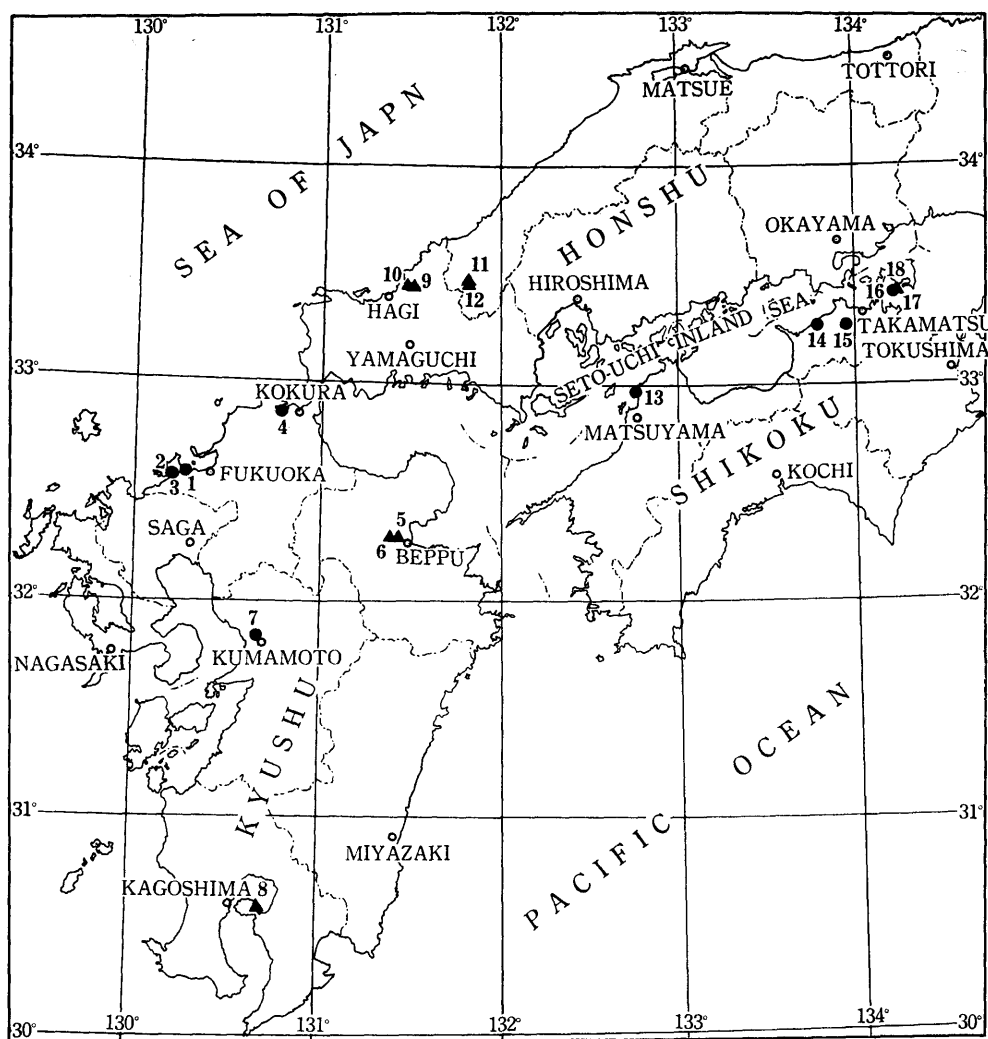 130° 131° 132° 133° 134°
TOTTORI
MATSUE
34° 34°
SEA OF JAPN
HONSHU
OKAYAMA
10 9 11
12
18
16
17
HAGI
HIROSHIMA
SETO-UCHI INLAND SEA
14 15
TAKAMATSU
YAMAGUCHI
TOKUSHIMA
33° 33°
KOKURA
4
13
MATSUYAMA
SHIKOKU
2
3 1
FUKUOKA
KOCHI
SAGA
5
6
BEPPU
32° 32°
7
NAGASAKI
KUMAMOTO
KYUSHU
PACIFIC OCEAN
31° 31°
MIYAZAKI
KAGOSHIMA 8
30° 30°
130° 131° 132° 133° 134°